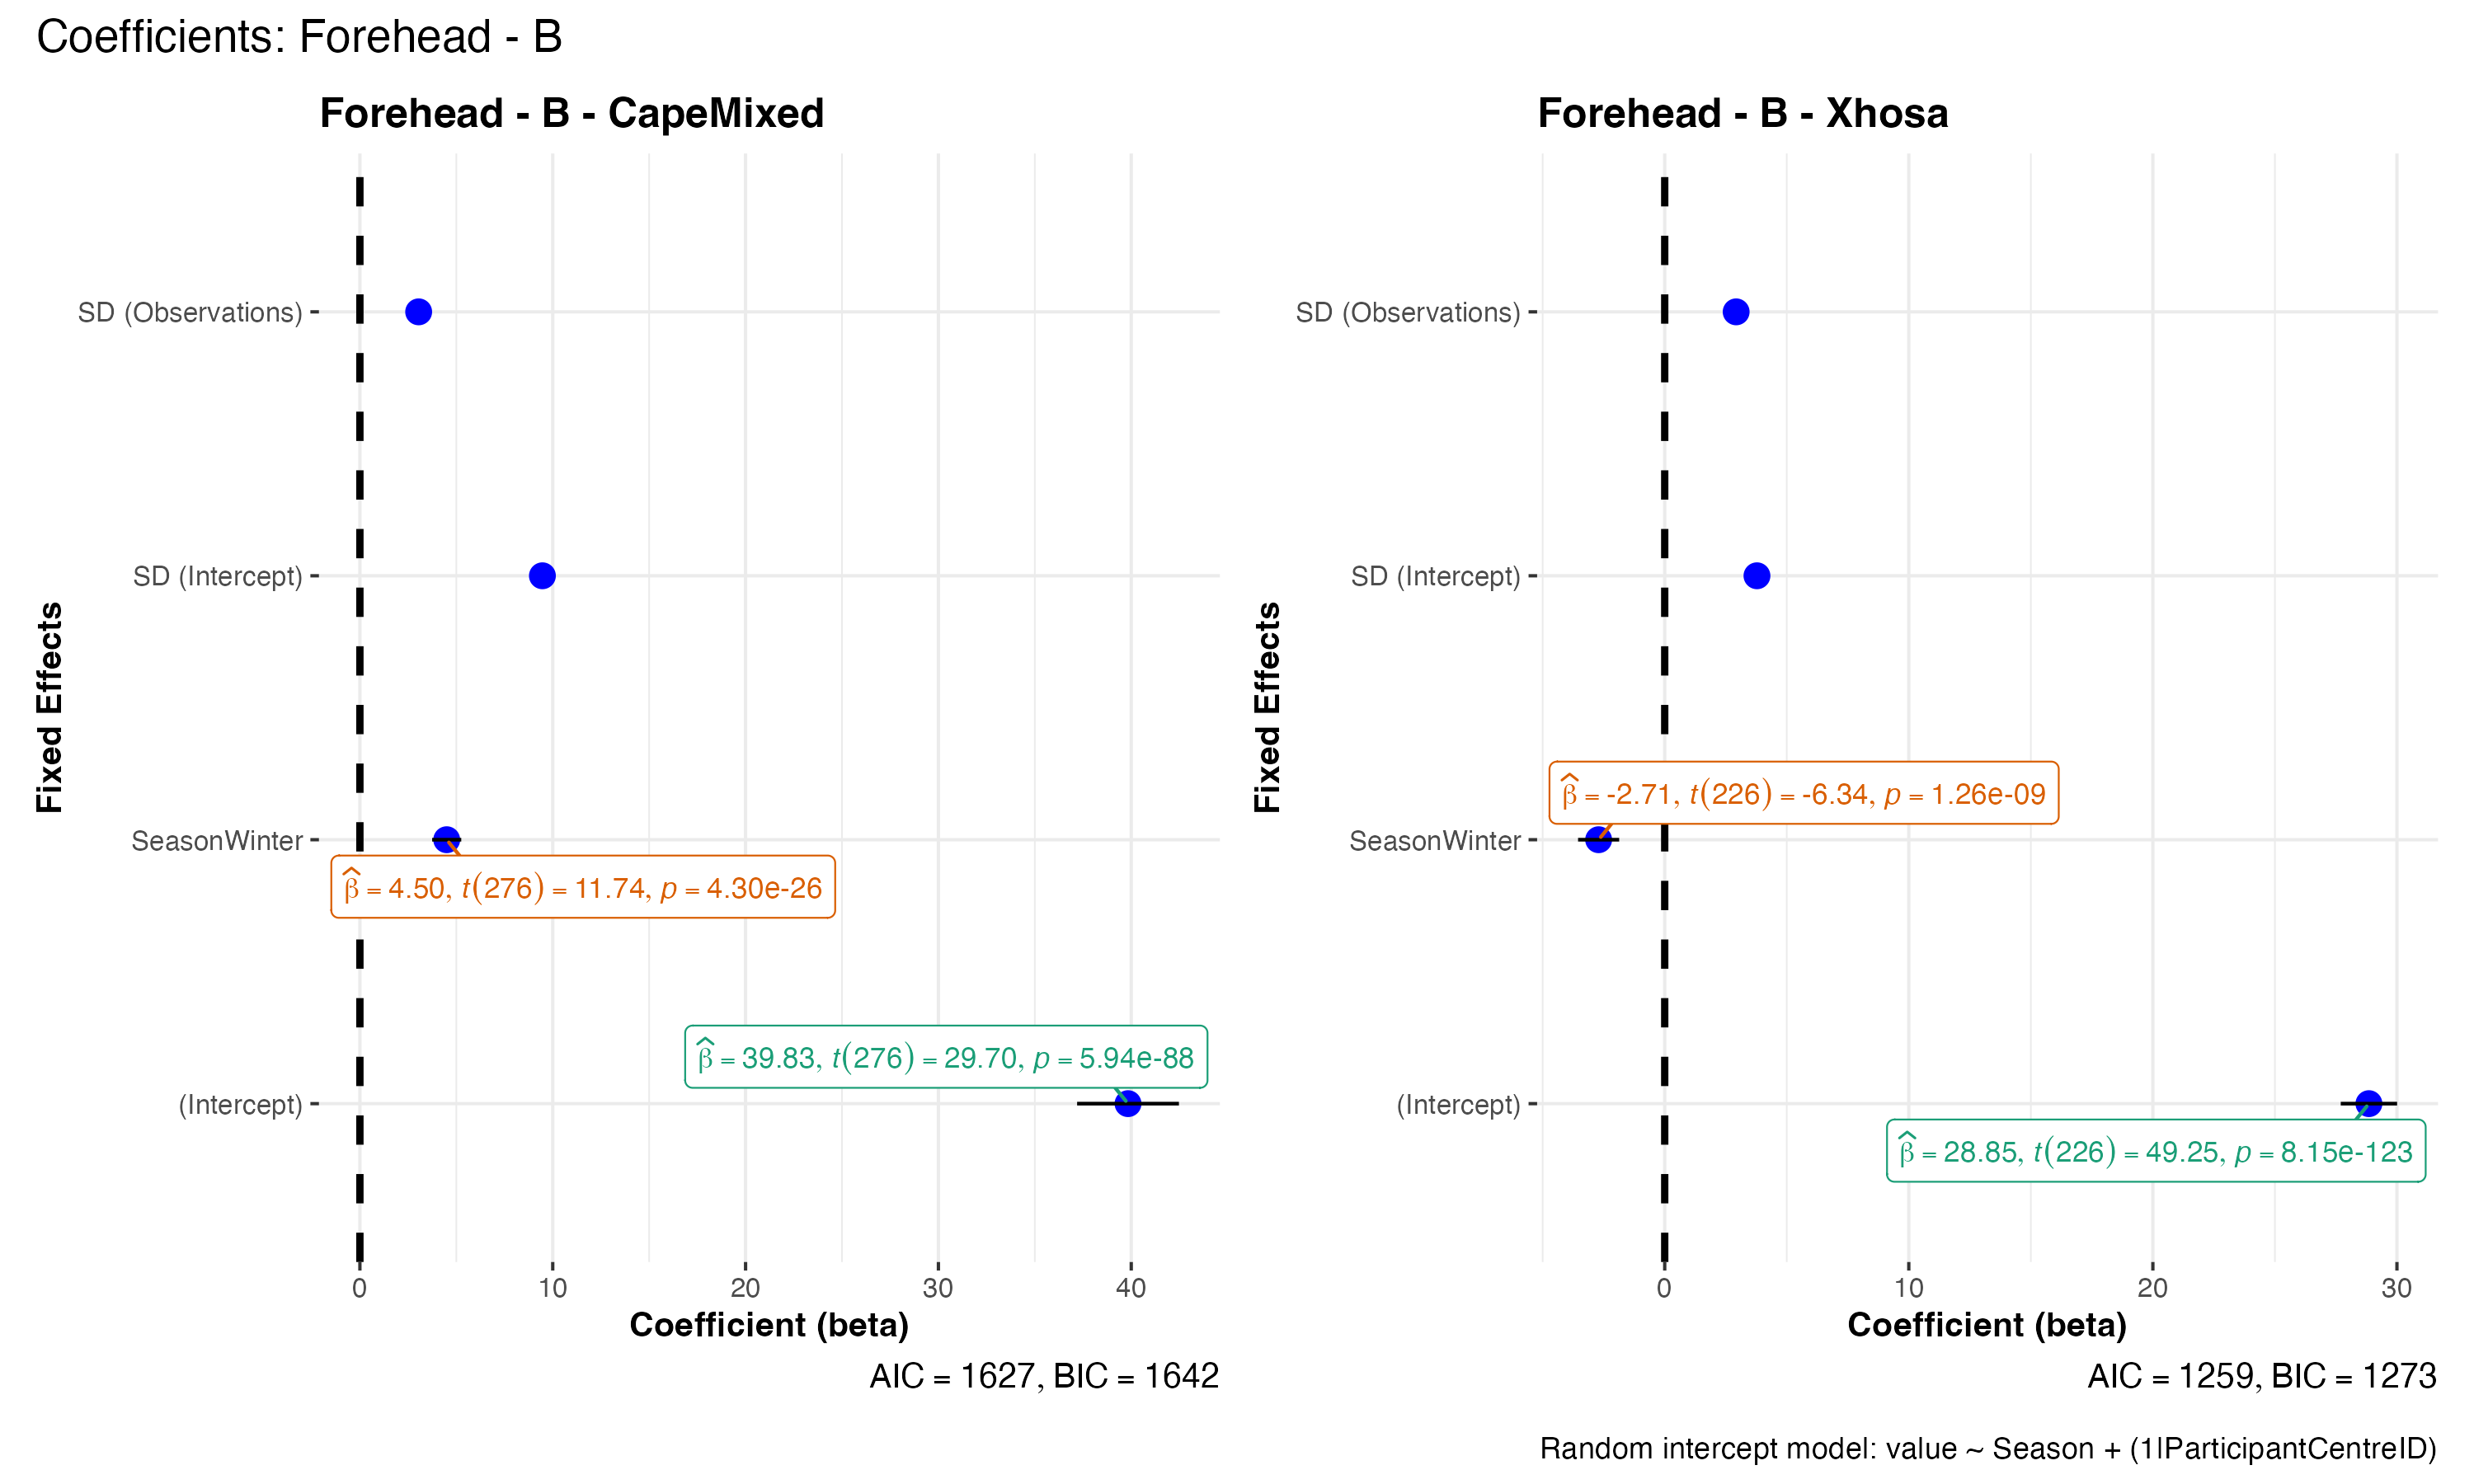 Coefficients: Forehead - B
Forehead - B - CapeMixed
Fixed Effects
SD (Observations)
SD (Intercept)
SeasonWinter
(Intercept)
β̂ = 4.50, t(276) = 11.74, p = 4.30e-26
β̂ = 39.83, t(276) = 29.70, p = 5.94e-88
0 10 20 30 40
Coefficient (beta)
AIC = 1627, BIC = 1642
Forehead - B - Xhosa
Fixed Effects
SD (Observations)
SD (Intercept)
SeasonWinter
(Intercept)
β̂ = -2.71, t(226) = -6.34, p = 1.26e-09
β̂ = 28.85, t(226) = 49.25, p = 8.15e-123
0 10 20 30
Coefficient (beta)
AIC = 1259, BIC = 1273
Random intercept model: value ~ Season + (1|ParticipantCentreID)